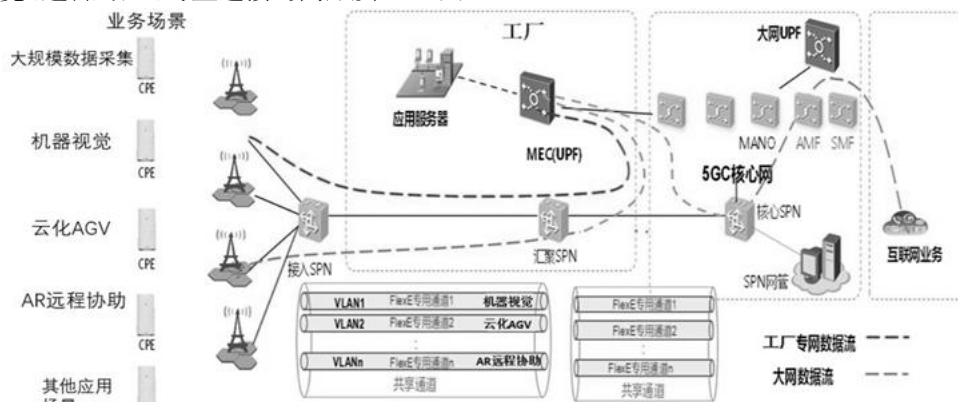 业务场景
工厂
大网UPF
大规模数据采集
CPE
应用服务器
机器视觉
MEC(UPF)
MANO
AMF
SMF
CPE
5GC核心网
云化AGV
核心SPN
接入SPN
汇聚SPN
互联网业务
CPE
SPN网管
AR远程协助
VLAN1 FlexE专用通道1 机器视觉
FlexE专用通道1
VLAN2 FlexE专用通道2 云化AGV
FlexE专用通道2
CPE
VLANn FlexE专用通道n AR远程协助
FlexE专用通道n
工厂专网数据流
共享通道
共享通道
大网数据流
其他应用